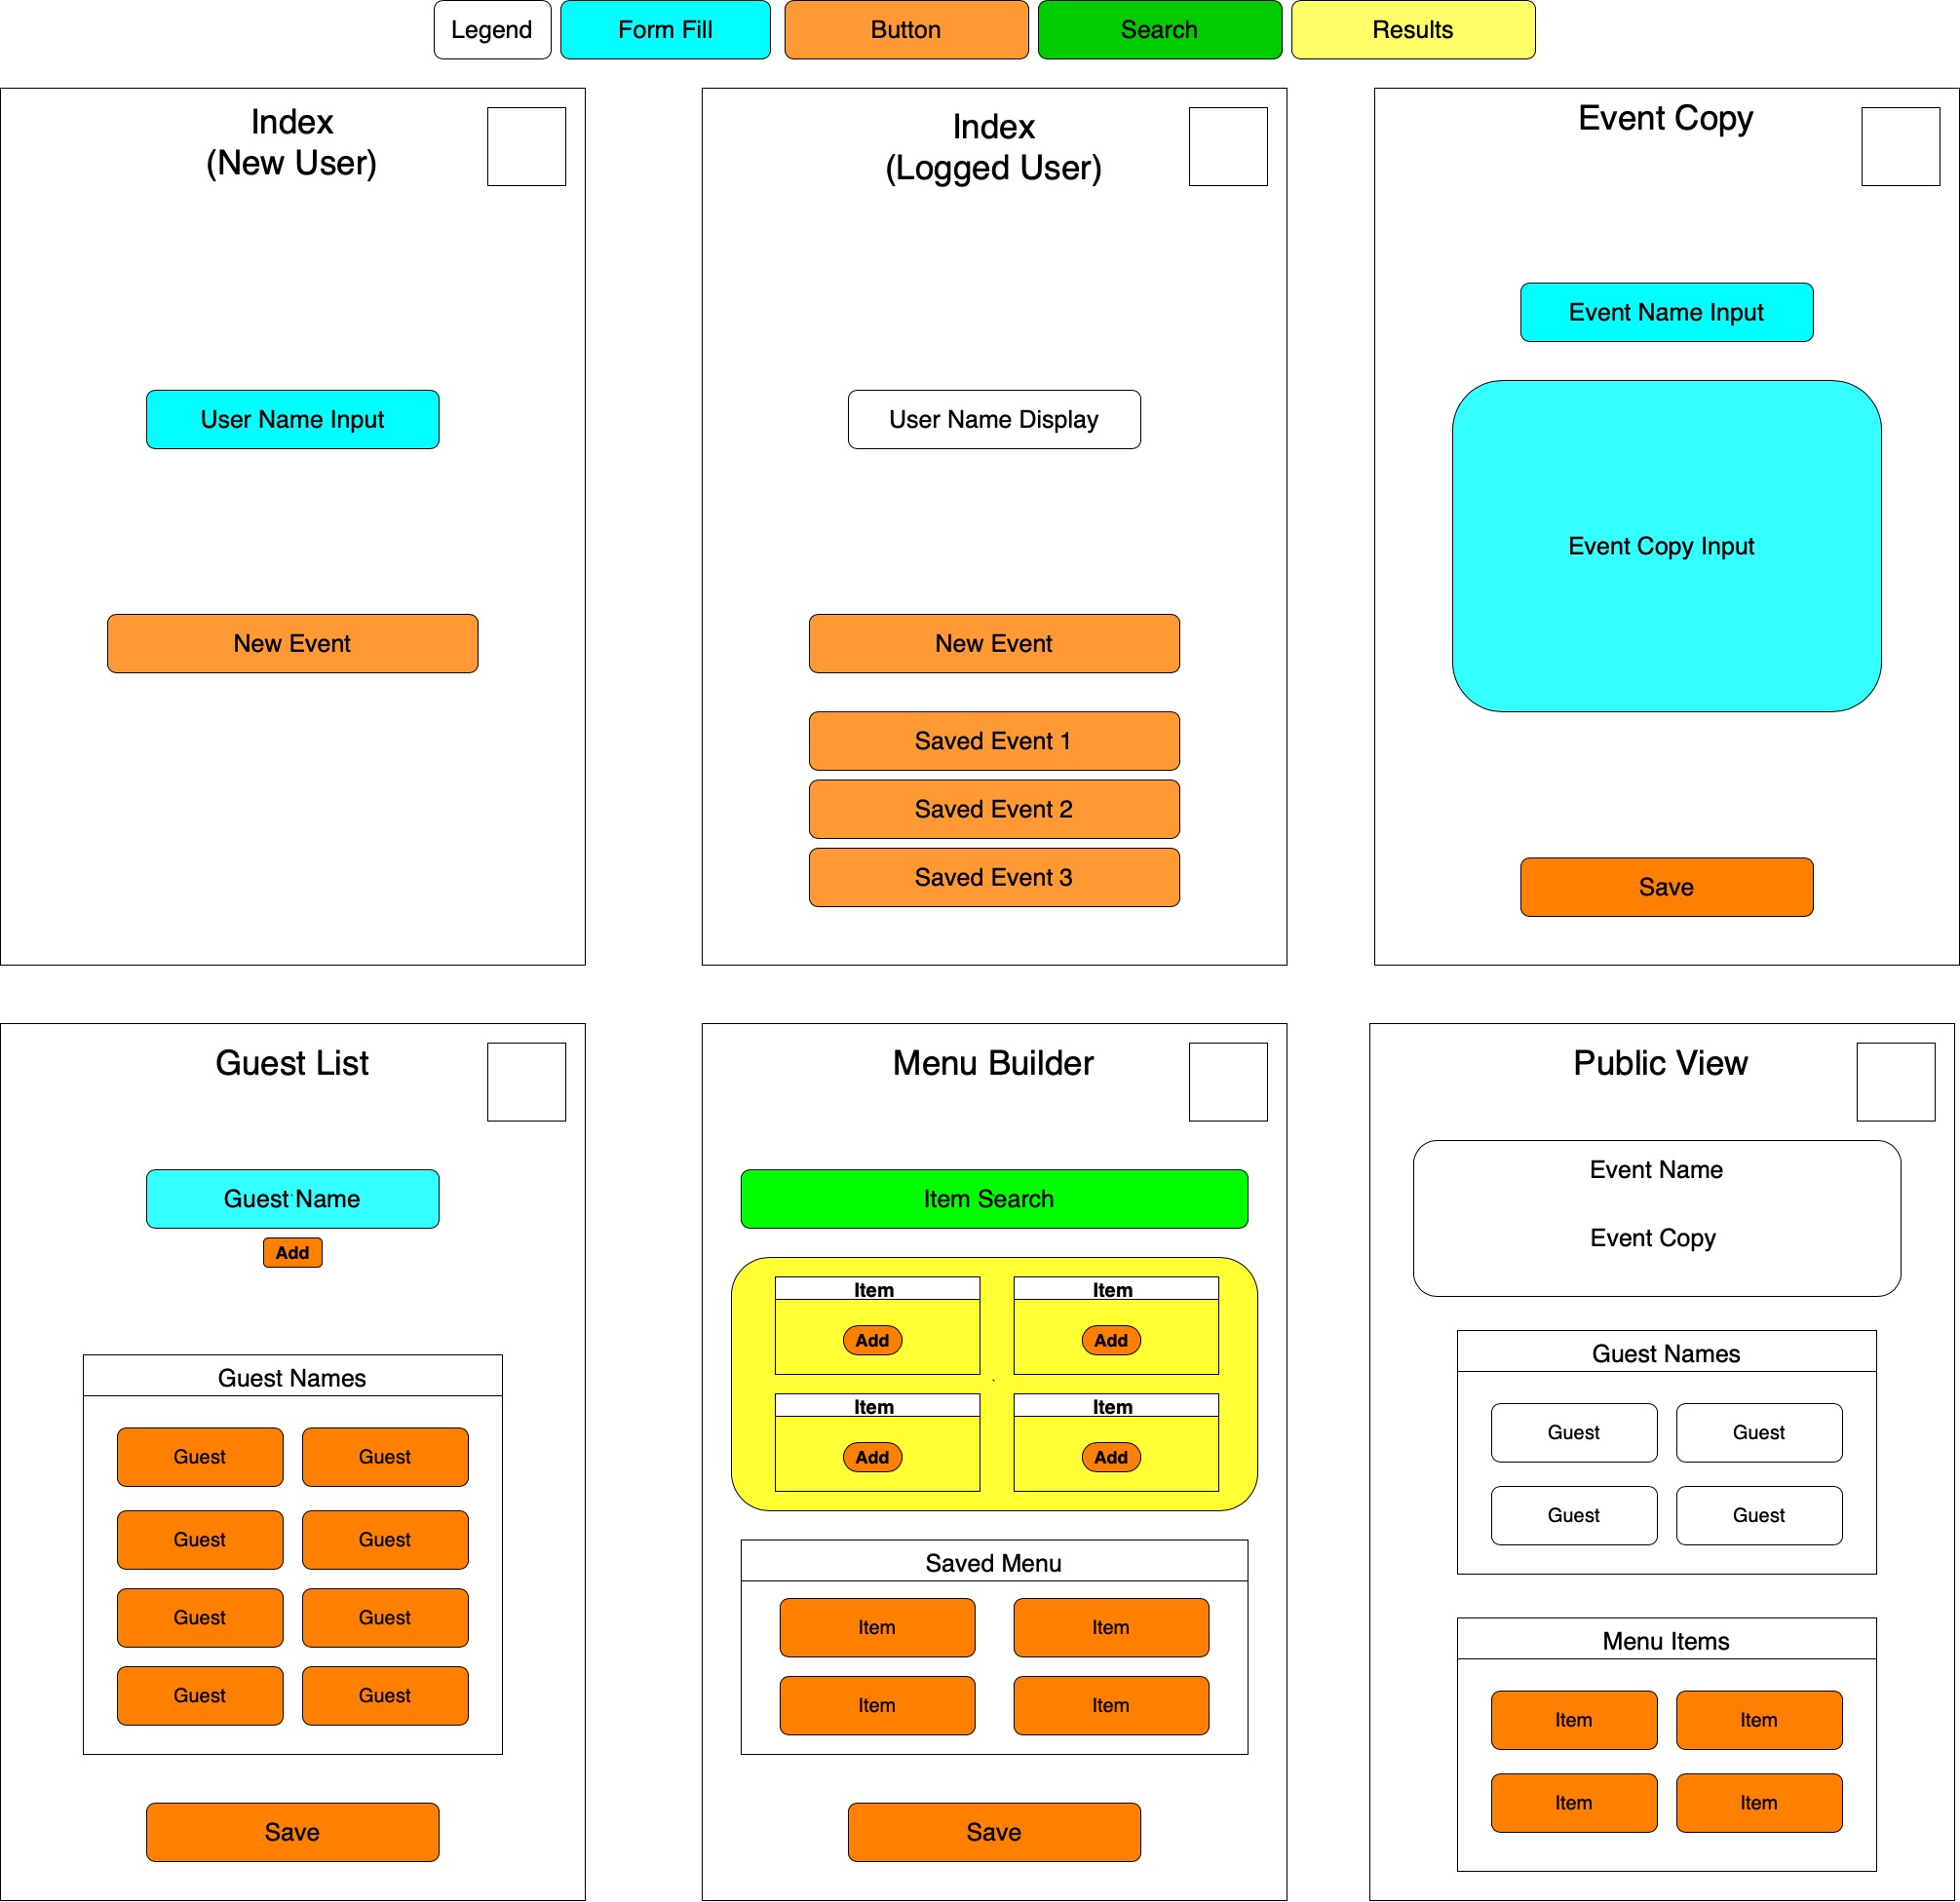 Legend
Form Fill
Button
Search
Results
Index
(New User)
User Name Input
New Event
Index
(Logged User)
User Name Display
New Event
Saved Event 1
Saved Event 2
Saved Event 3
Event Copy
Event Name Input
Event Copy Input
Save
Guest List
Guest Name
Add
Guest Names
Guest
Guest
Guest
Guest
Guest
Guest
Guest
Guest
Save
Menu Builder
Item Search
Item
Item
Add
Add
Item
Item
Add
Add
Saved Menu
Item
Item
Item
Item
Save
Public View
Event Name
Event Copy
Guest Names
Guest
Guest
Guest
Guest
Menu Items
Item
Item
Item
Item